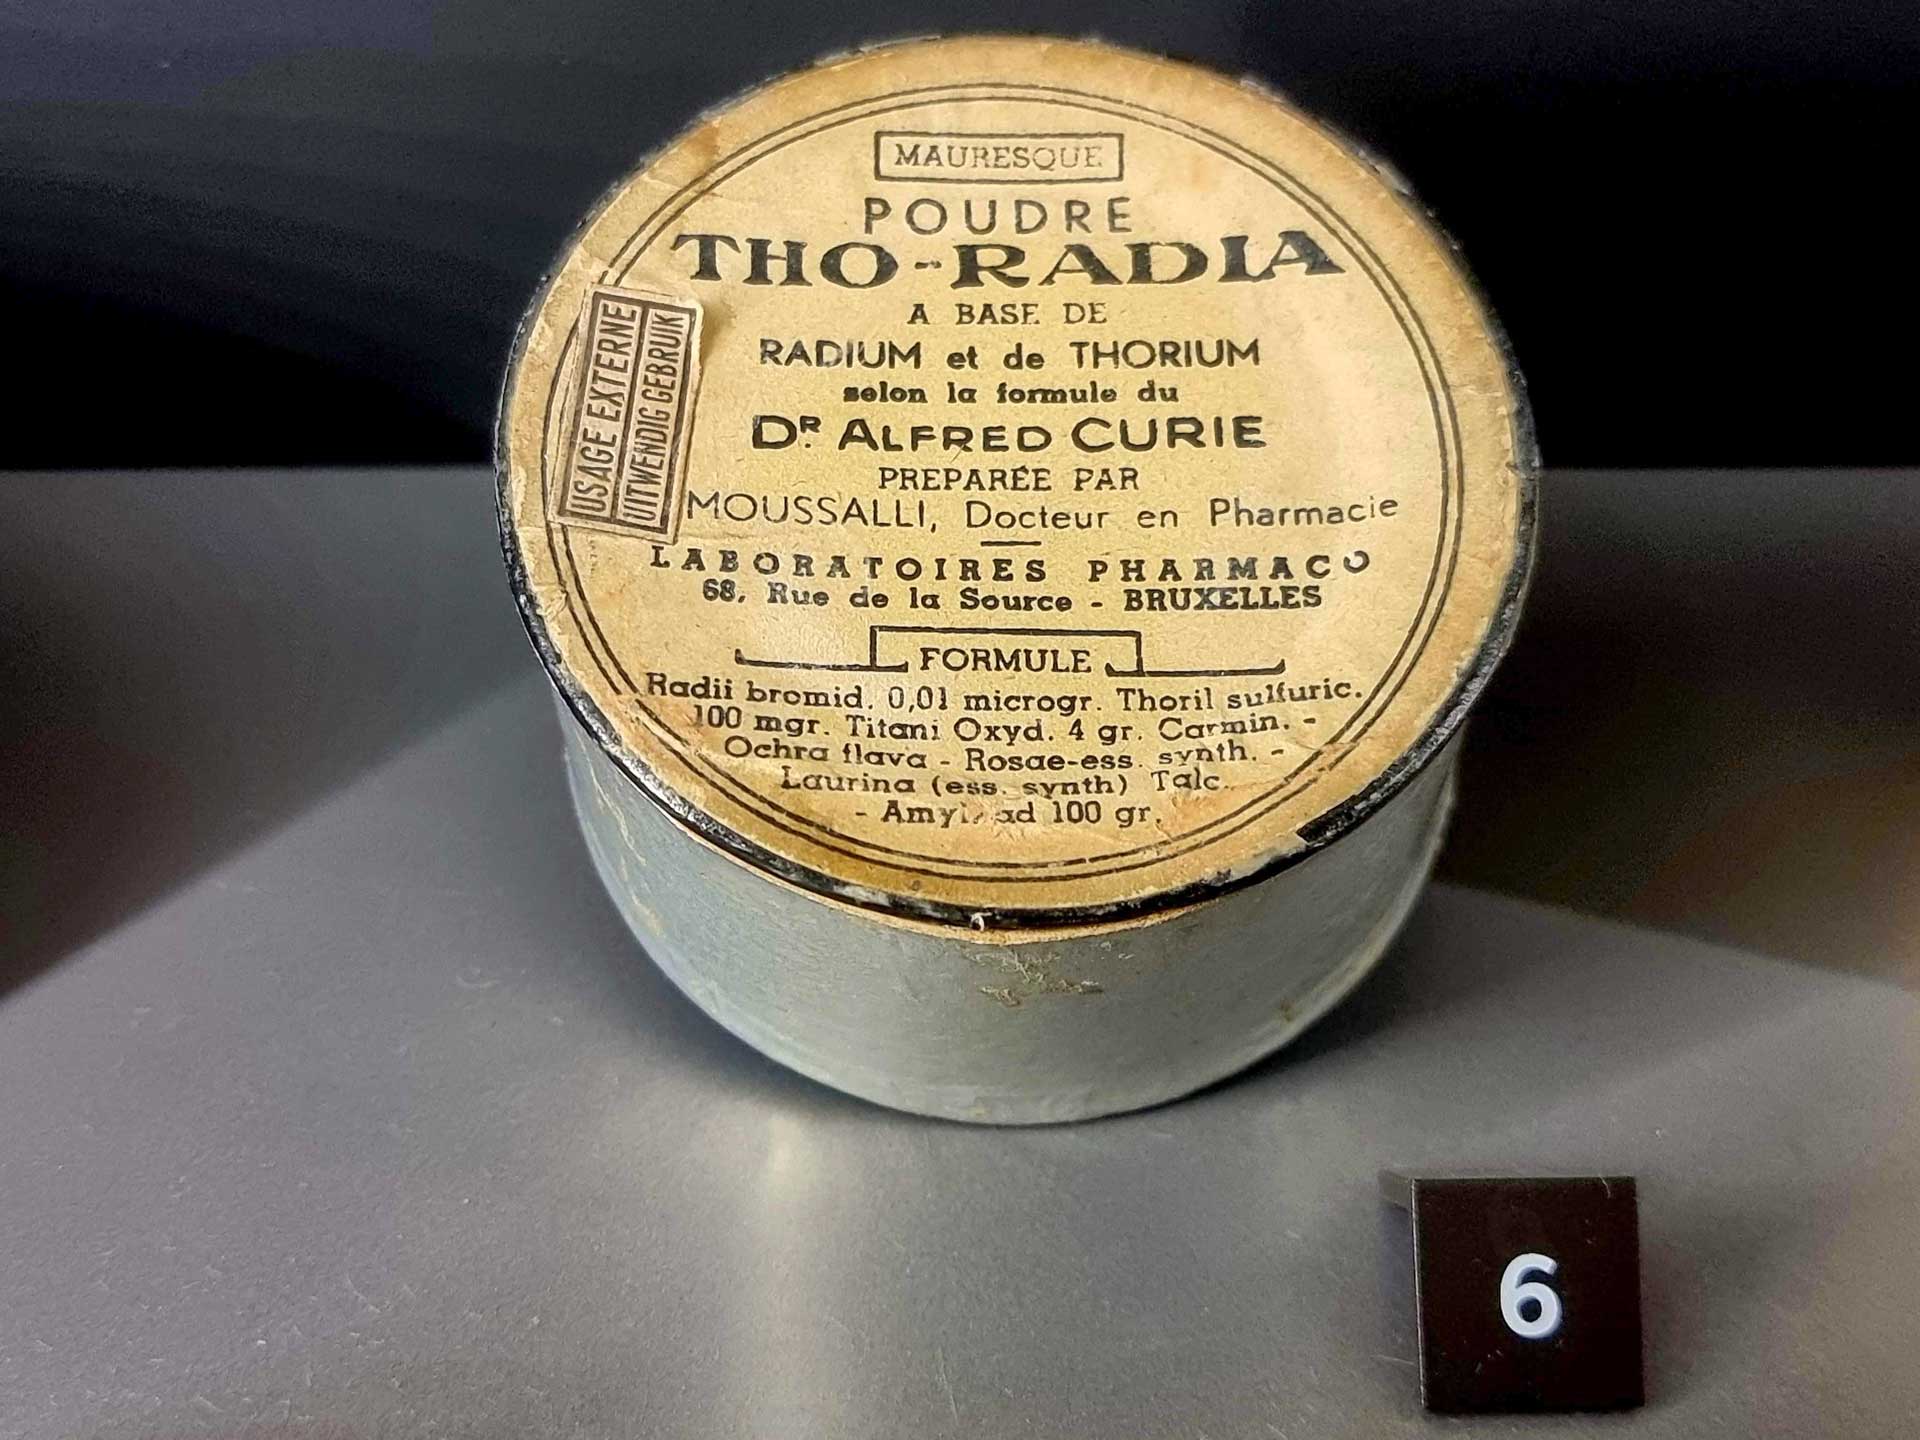 MAURESQUE
POUDRE
THO-RADIA
A BASE DE
RADIUM et de THORIUM
selon la formule du
DR ALFRED CURIE
PREPARÉE PAR
MOUSSALLI, Docteur en Pharmacie
LABORATOIRES PHARMACO
68, Rue de la Source - BRUXELLES
FORMULE
Radii bromid. 0,01 microgr. Thoril sulfuric.
100 mgr. Titani Oxyd. 4 gr. Carmin. -
Ochra flava - Rosae-ess. synth. -
Laurina (ess. synth) Talc.
- ad 100 gr.
USAGE EXTERNE
UITWENDIG GEBRUIK
6